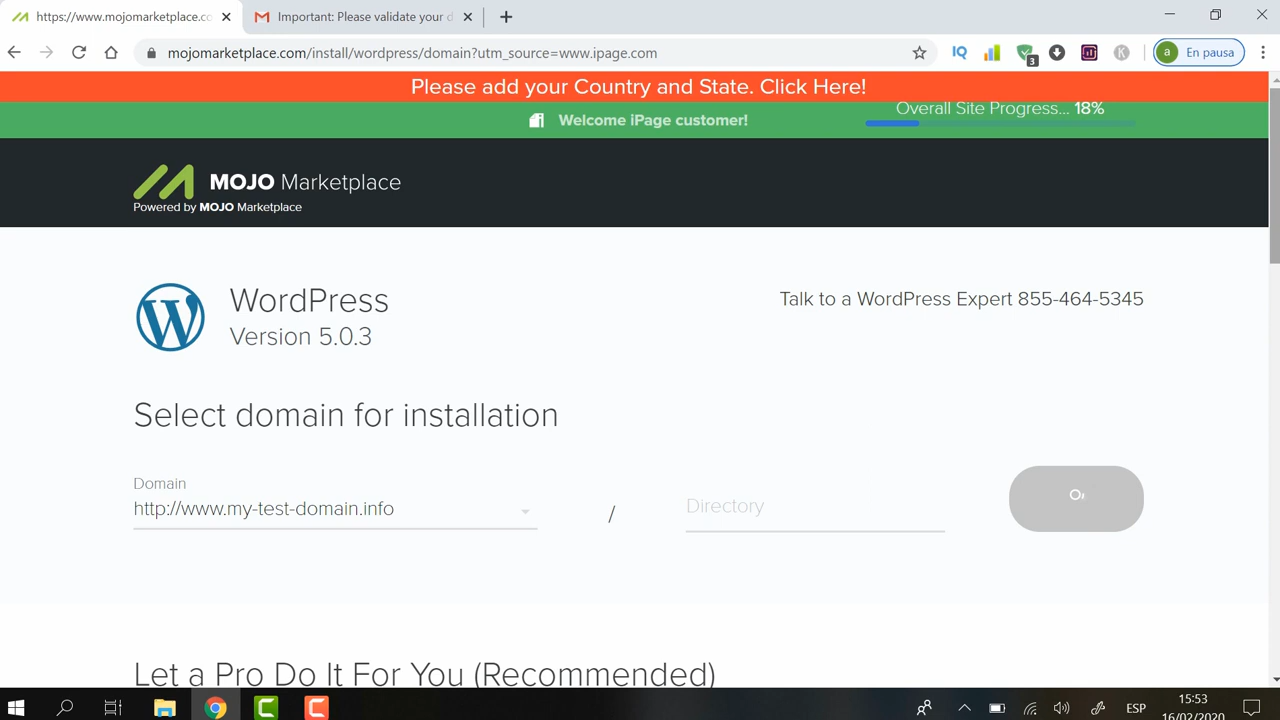 https://www.mojomarketplace.co
Important: Please validate your d
mojomarketplace.com/install/wordpress/domain?utm_source=www.ipage.com
IQ
3
K
a
En pausa
Please add your Country and State. Click Here!
Welcome iPage customer!
Overall Site Progress... 18%
MOJO Marketplace
Powered by MOJO Marketplace
WordPress
Version 5.0.3
Talk to a WordPress Expert 855-464-5345
Select domain for installation
Domain
http://www.my-test-domain.info
/
Directory
Let a Pro Do It For You (Recommended)
ESP
15:53
16/02/2020